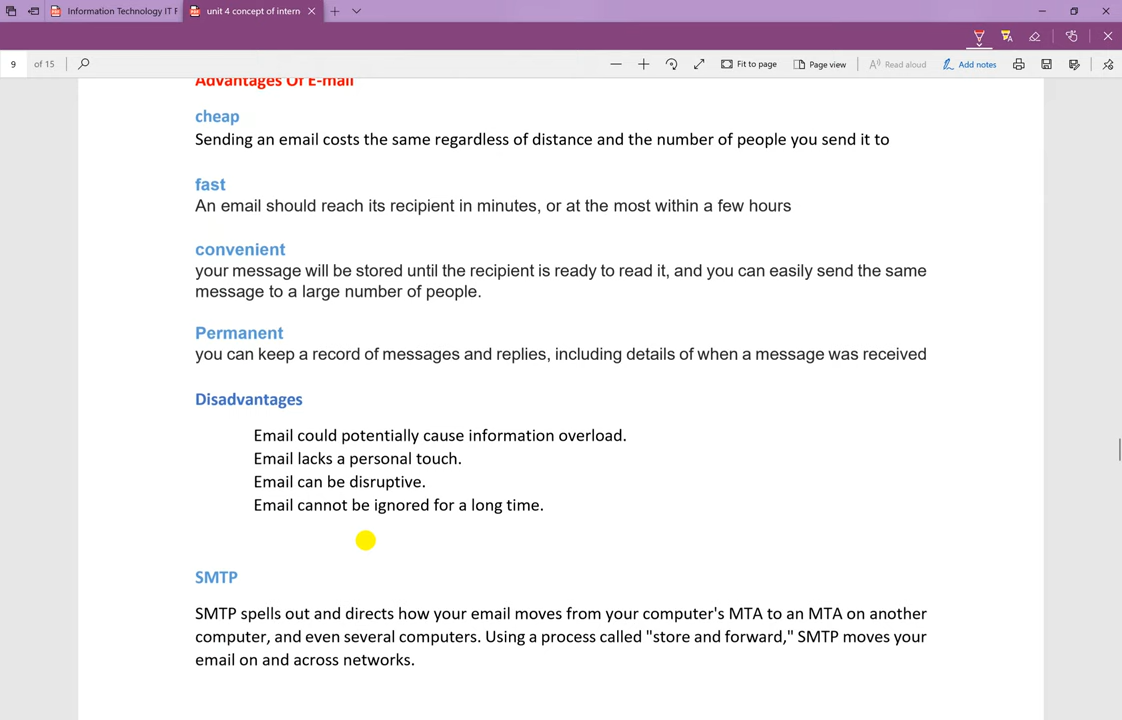 Information Technology IT F
unit 4 concept of intern
9 of 15
Fit to page
Page view
Read aloud
Add notes
Advantages Of E-mail
cheap
Sending an email costs the same regardless of distance and the number of people you send it to
fast
An email should reach its recipient in minutes, or at the most within a few hours
convenient
your message will be stored until the recipient is ready to read it, and you can easily send the same
message to a large number of people.
Permanent
you can keep a record of messages and replies, including details of when a message was received
Disadvantages
Email could potentially cause information overload.
Email lacks a personal touch.
Email can be disruptive.
Email cannot be ignored for a long time.
SMTP
SMTP spells out and directs how your email moves from your computer's MTA to an MTA on another
computer, and even several computers. Using a process called "store and forward," SMTP moves your
email on and across networks.